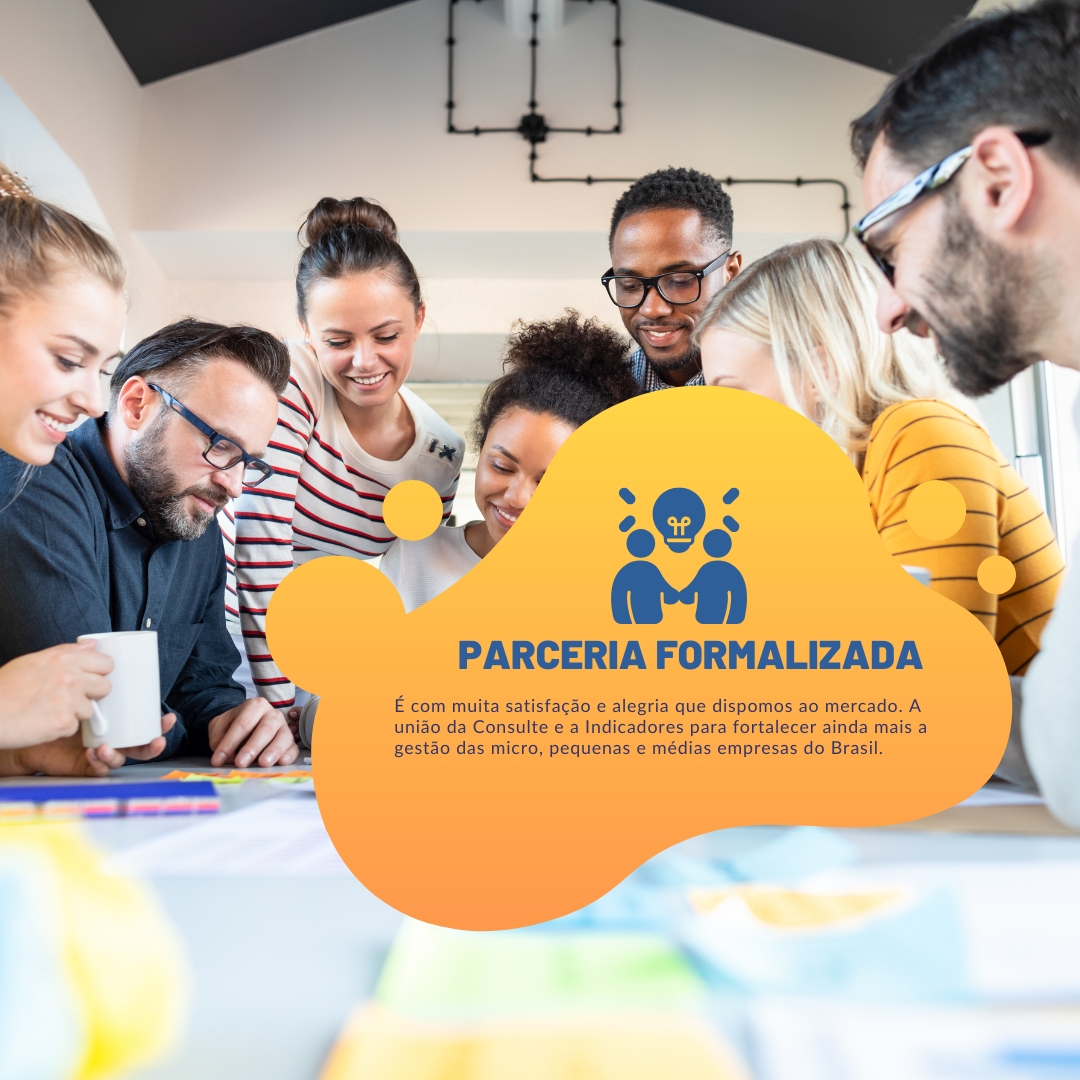 PARCERIA FORMALIZADA
É com muita satisfação e alegria que dispomos ao mercado. A
união da Consulte e a Indicadores para fortalecer ainda mais a
gestão das micro, pequenas e médias empresas do Brasil.